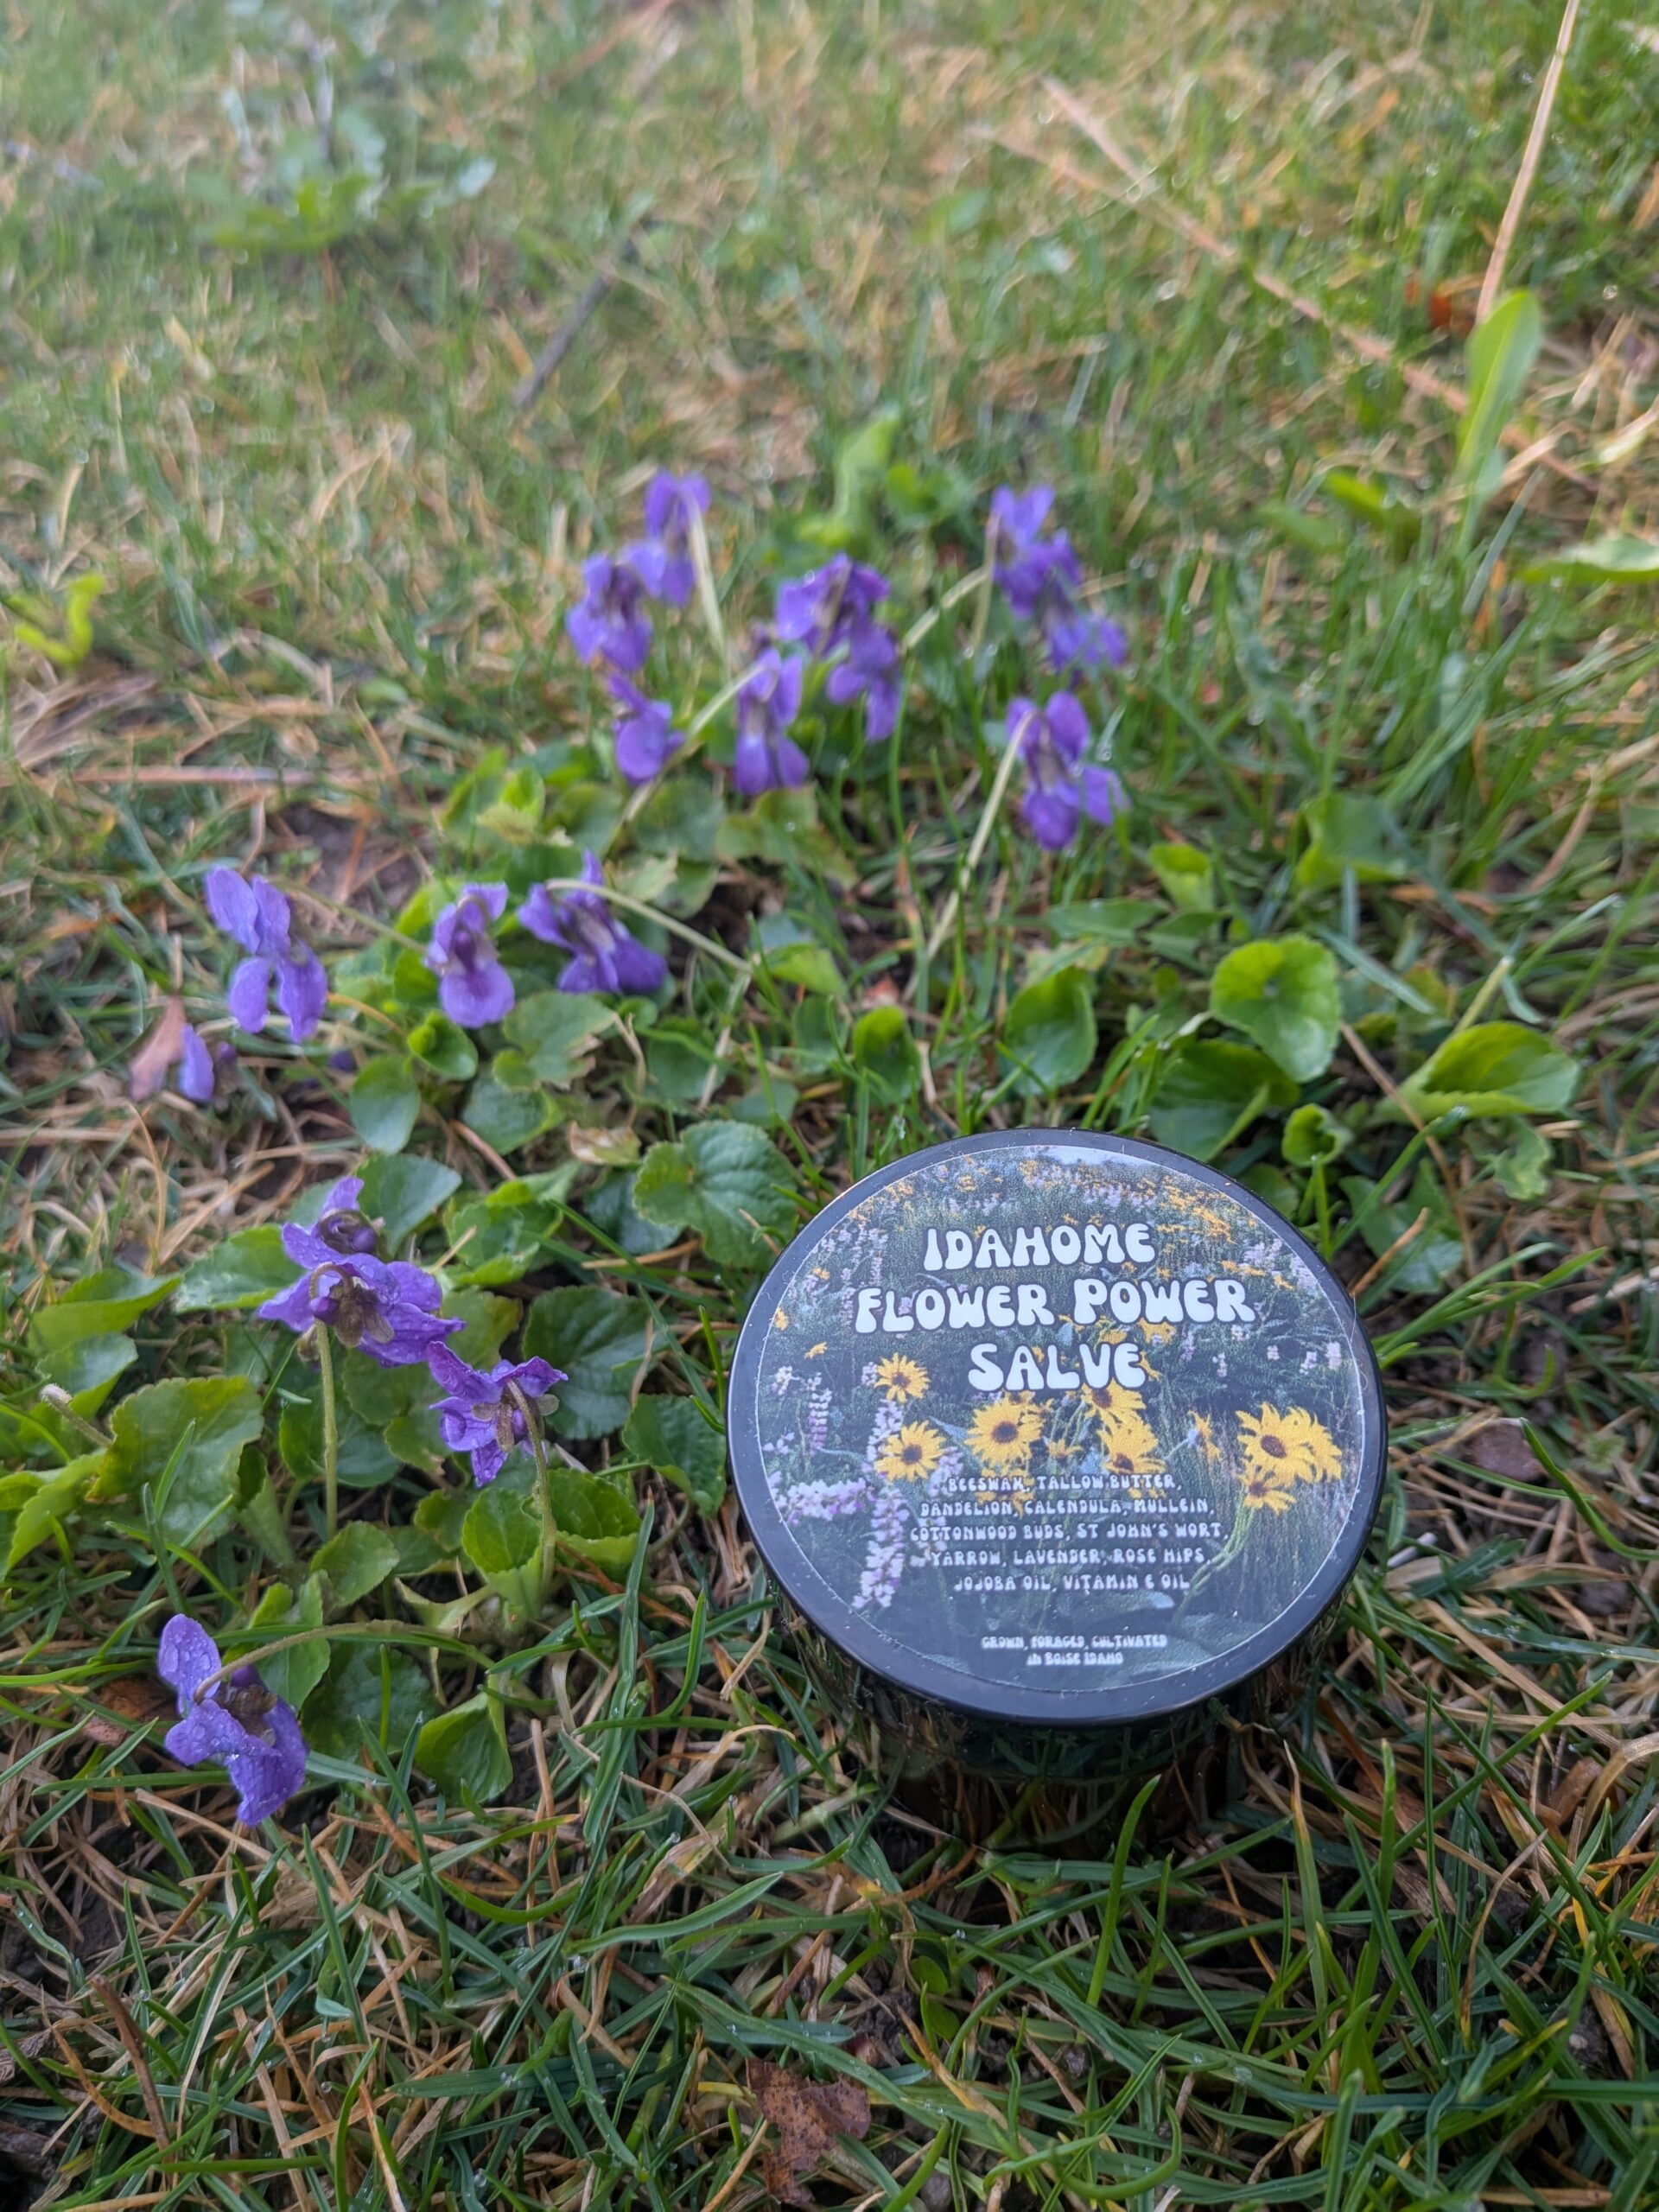 IDAHOME
FLOWER POWER
SALVE
BEESWAX, TALLOW BUTTER,
DANDELION, CALENDULA, MULLEIN,
COTTONWOOD BUDS, ST JOHN'S WORT,
YARROW, LAVENDER, ROSE HIPS,
JOJOBA OIL, VITAMIN E OIL
GROWN, FORAGED, CULTIVATED
IN BOISE IDAHO